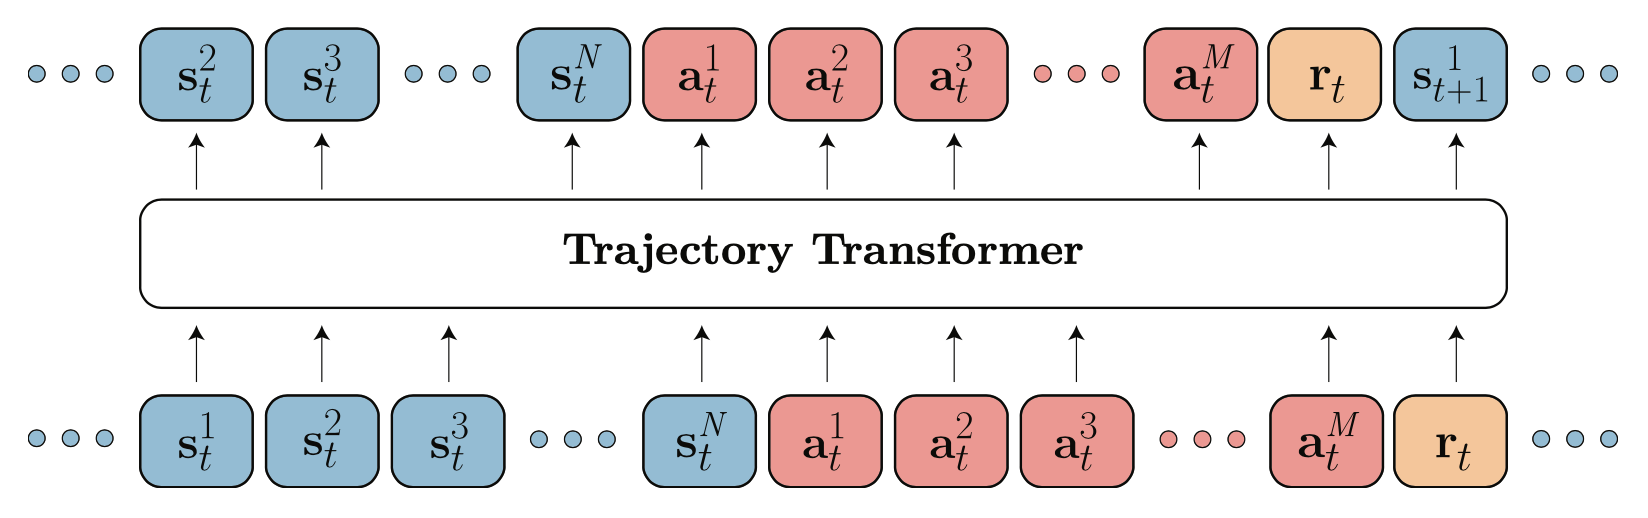 s_t^2 s_t^3 s_t^N a_t^1 a_t^2 a_t^3 a_t^M r_t s_{t+1}^1
Trajectory Transformer
s_t^1 s_t^2 s_t^3 s_t^N a_t^1 a_t^2 a_t^3 a_t^M r_t